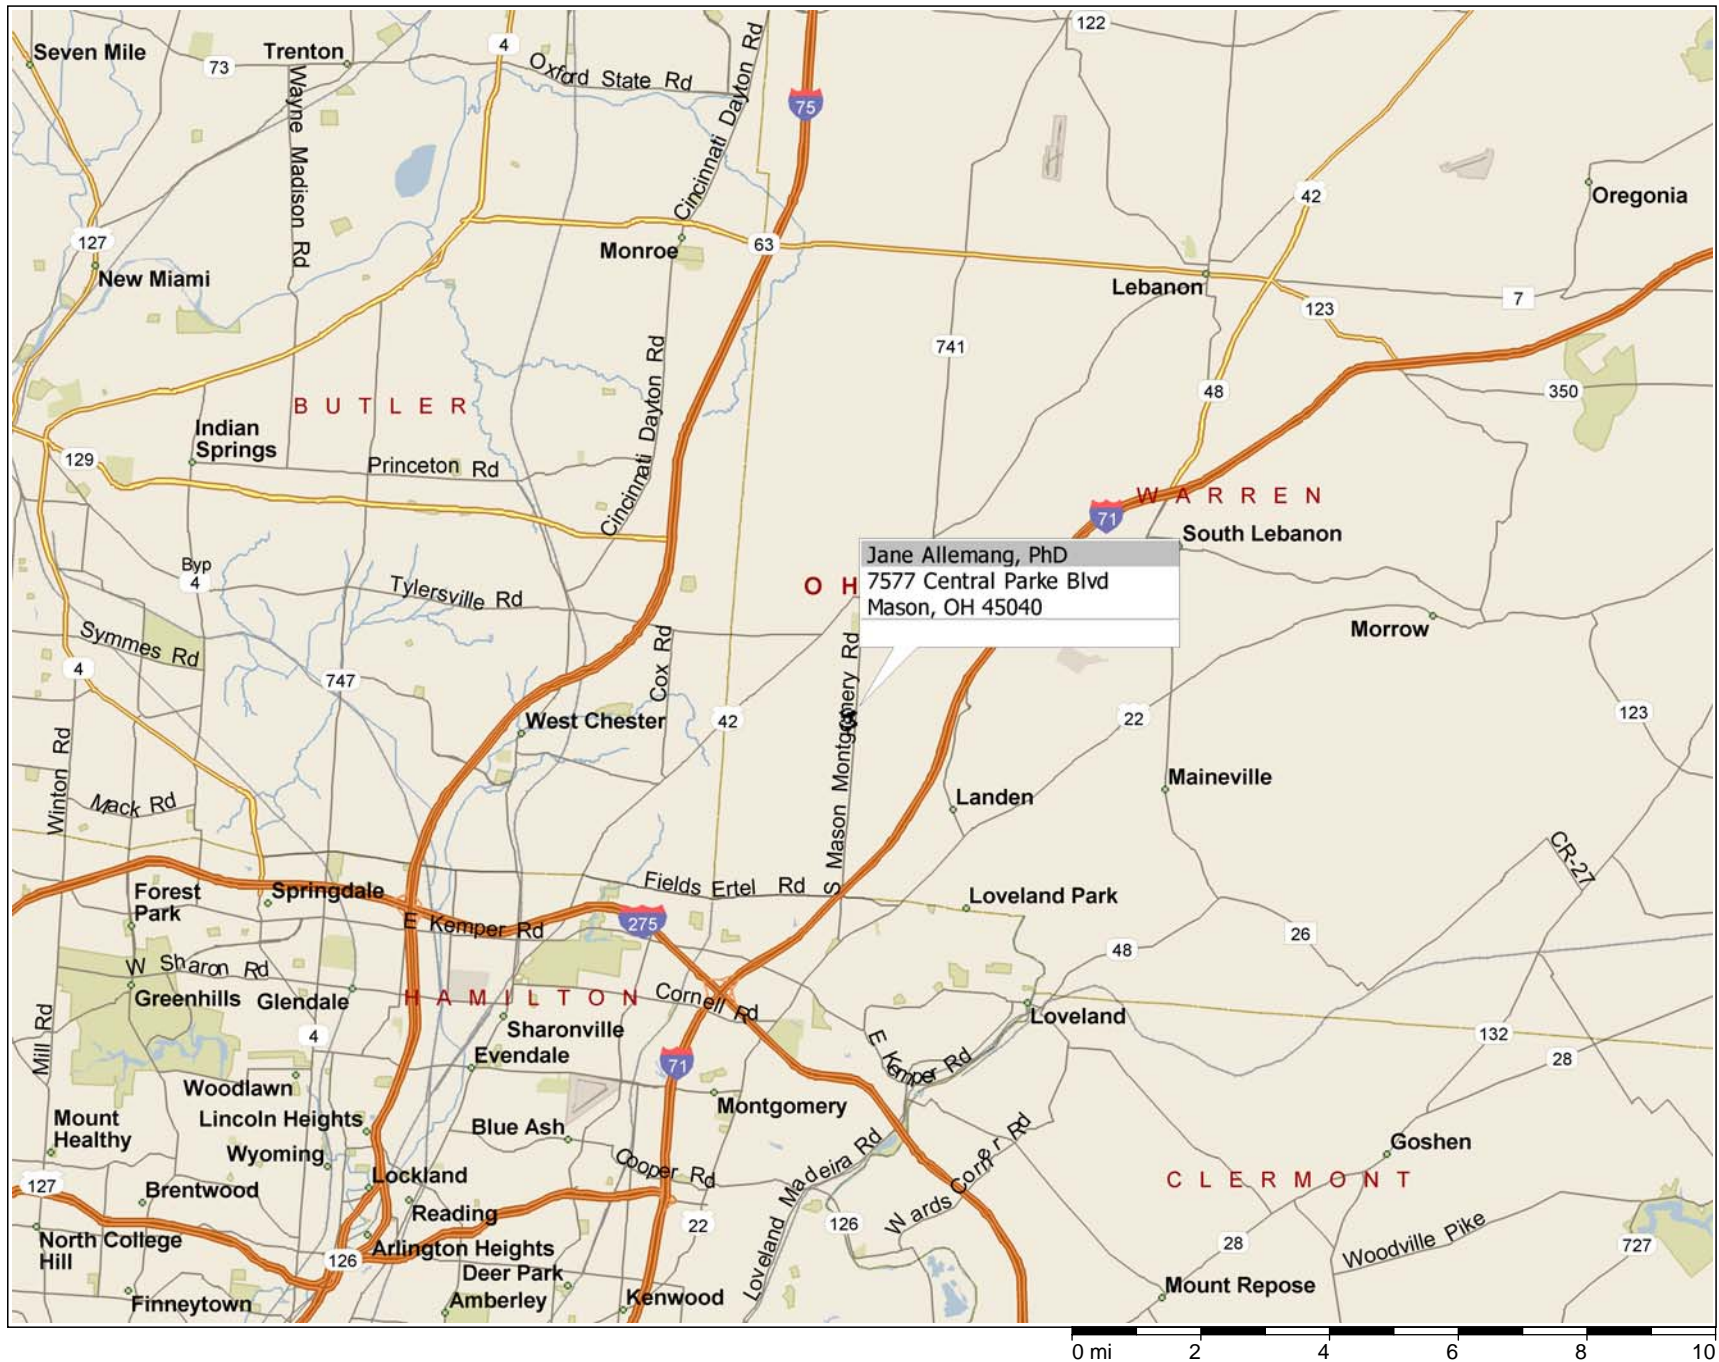 122
Seven Mile
73
Trenton
4
Oxford State Rd
Cincinnati Dayton Rd
75
Wayne Madison Rd
42
Oregonia
127
Monroe
63
New Miami
Lebanon
7
123
741
Cincinnati Dayton Rd
48
350
BUTLER
Indian
Springs
129
Princeton Rd
WARREN
71
South Lebanon
Jane Allemang, PhD
7577 Central Parke Blvd
Mason, OH 45040
OH
Byp
4
Tylersville Rd
Morrow
Symmes Rd
4
747
Cox Rd
S Mason Montgomery Rd
West Chester
42
22
123
Winton Rd
Mack Rd
Landen
Maineville
CR-27
Forest
Park
Springdale
Fields Ertel Rd
Loveland Park
E Kemper Rd
275
26
48
W Sharon Rd
Greenhills
Glendale
HAMILTON
Cornell Rd
Loveland
Mill Rd
4
Sharonville
132
Evendale
71
E Kemper Rd
28
Woodlawn
Montgomery
Mount
Healthy
Lincoln Heights
Blue Ash
Wyoming
Cooper Rd
Loveland Madeira Rd
Wards Corner Rd
Goshen
Lockland
CLERMONT
127
Brentwood
Reading
22
126
North College
Hill
126
Arlington Heights
28
Woodville Pike
727
Deer Park
Finneytown
Amberley
Kenwood
Mount Repose
0 mi 2 4 6 8 10